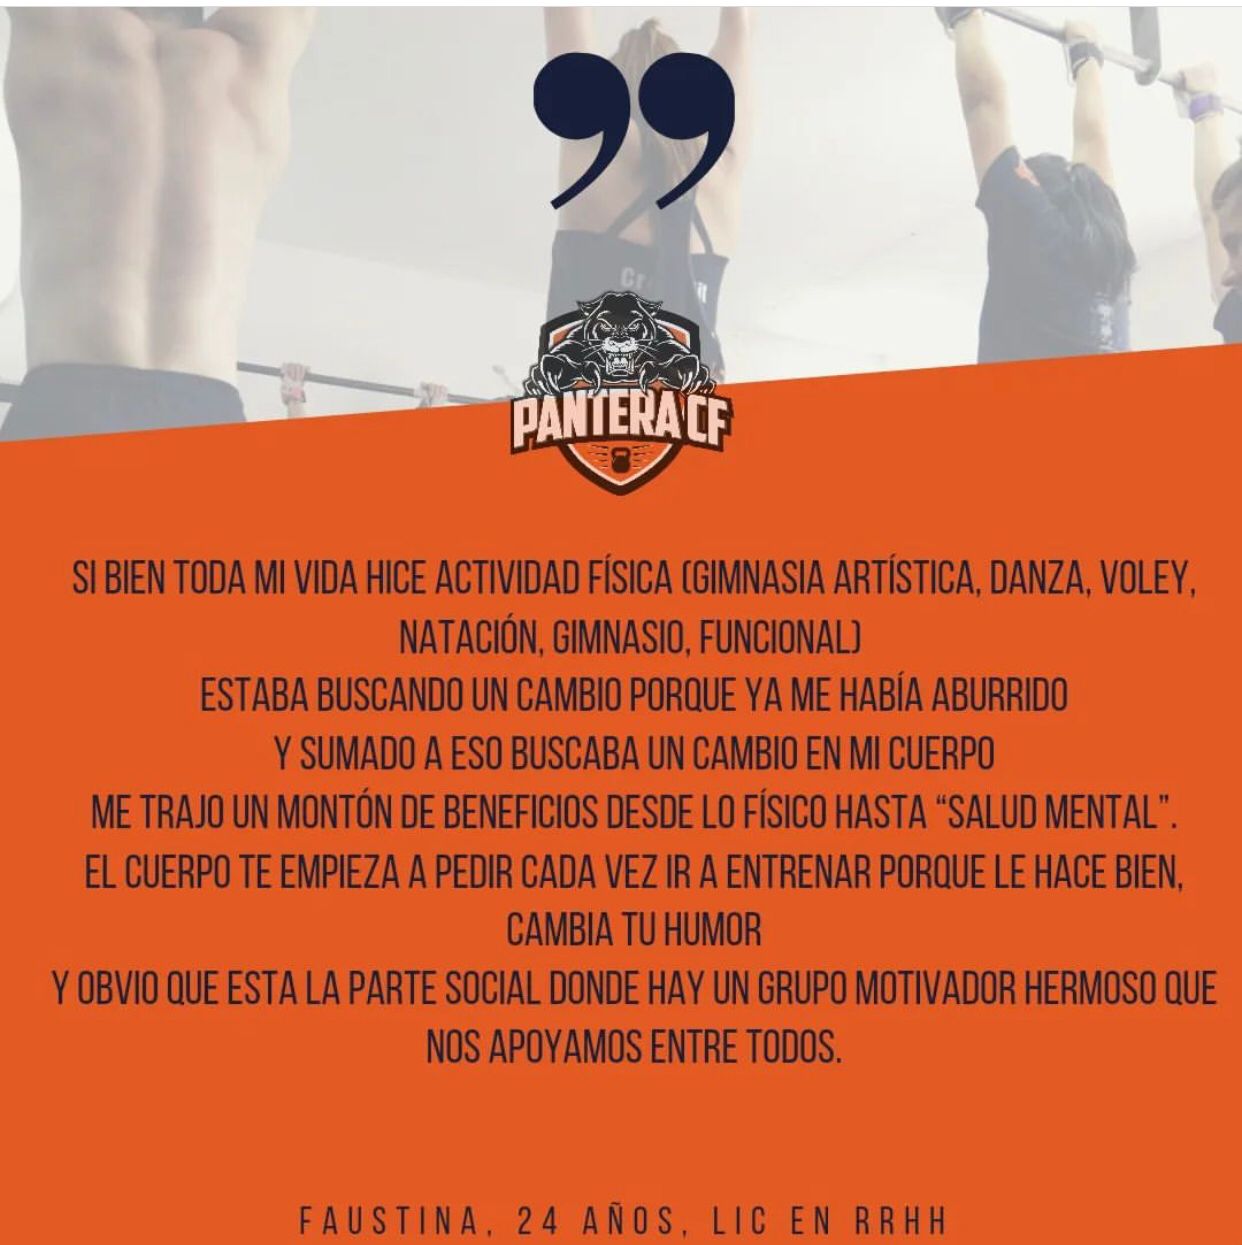 ”
PANTERA CF
SI BIEN TODA MI VIDA HICE ACTIVIDAD FÍSICA (GIMNASIA ARTÍSTICA, DANZA, VOLEY,
NATACIÓN, GIMNASIO, FUNCIONAL)
ESTABA BUSCANDO UN CAMBIO PORQUE YA ME HABÍA ABURRIDO
Y SUMADO A ESO BUSCABA UN CAMBIO EN MI CUERPO
ME TRAJO UN MONTÓN DE BENEFICIOS DESDE LO FÍSICO HASTA “SALUD MENTAL”.
EL CUERPO TE EMPIEZA A PEDIR CADA VEZ IR A ENTRENAR PORQUE LE HACE BIEN,
CAMBIA TU HUMOR
Y OBVIO QUE ESTA LA PARTE SOCIAL DONDE HAY UN GRUPO MOTIVADOR HERMOSO QUE
NOS APOYAMOS ENTRE TODOS.
FAUSTINA, 24 AÑOS, LIC EN RRHH